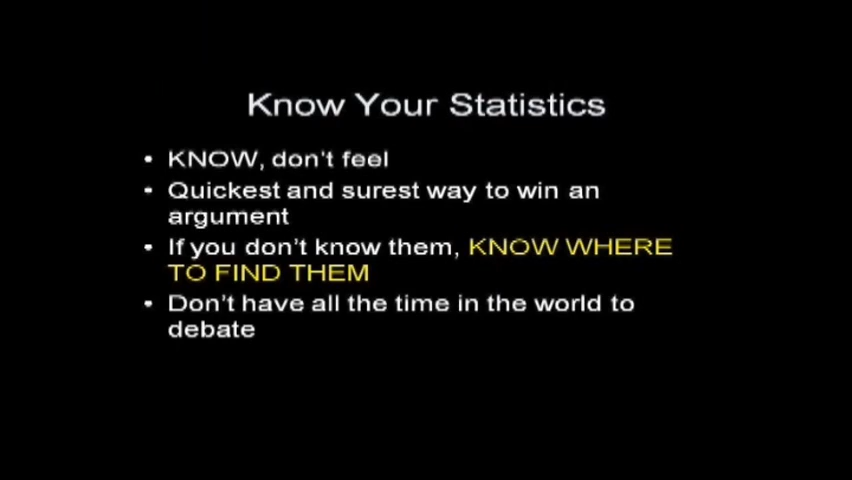 Know Your Statistics
• KNOW, don't feel
• Quickest and surest way to win an
argument
• If you don't know them, KNOW WHERE
TO FIND THEM
• Don't have all the time in the world to
debate